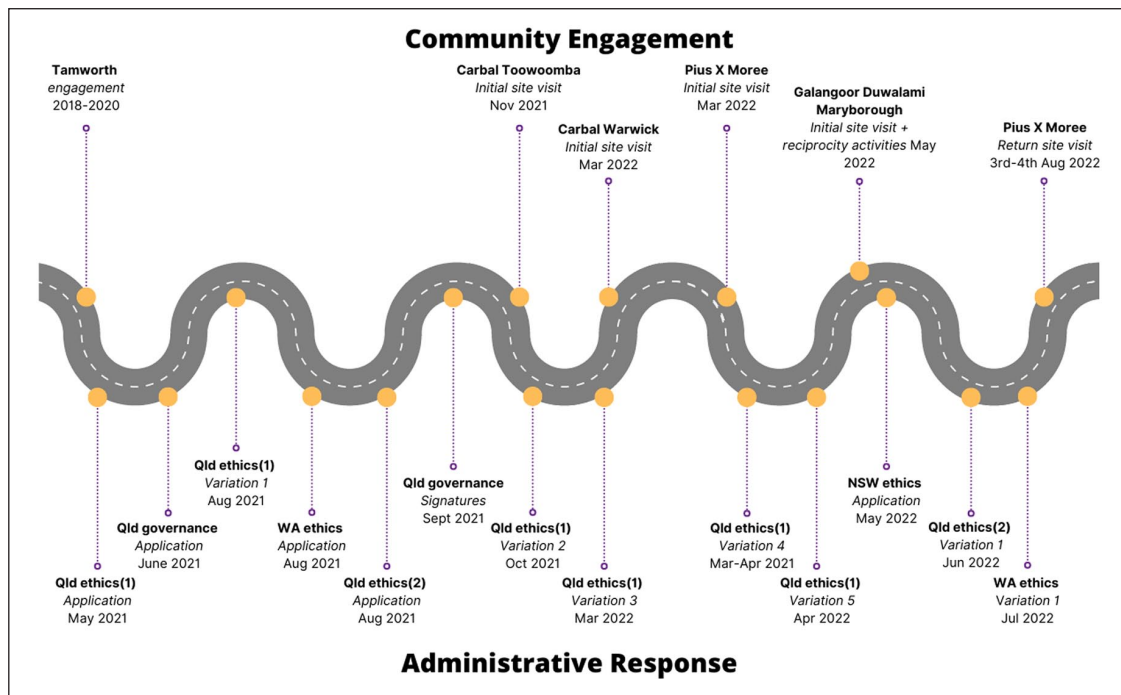 Community Engagement
Tamworth
engagement
2018-2020
Carbal Toowoomba
Initial site visit
Nov 2021
Carbal Warwick
Initial site visit
Mar 2022
Pius X Moree
Initial site visit
Mar 2022
Galangoor Duwalami
Maryborough
Initial site visit +
reciprocity activities May
2022
Pius X Moree
Return site visit
3rd-4th Aug 2022
Qld ethics(1)
Application
May 2021
Qld governance
Application
June 2021
Qld ethics(1)
Variation 1
Aug 2021
WA ethics
Application
Aug 2021
Qld ethics(2)
Application
Aug 2021
Qld governance
Signatures
Sept 2021
Qld ethics(1)
Variation 2
Oct 2021
Qld ethics(1)
Variation 3
Mar 2022
Qld ethics(1)
Variation 4
Mar-Apr 2021
Qld ethics(1)
Variation 5
Apr 2022
NSW ethics
Application
May 2022
Qld ethics(2)
Variation 1
Jun 2022
WA ethics
Variation 1
Jul 2022
Administrative Response